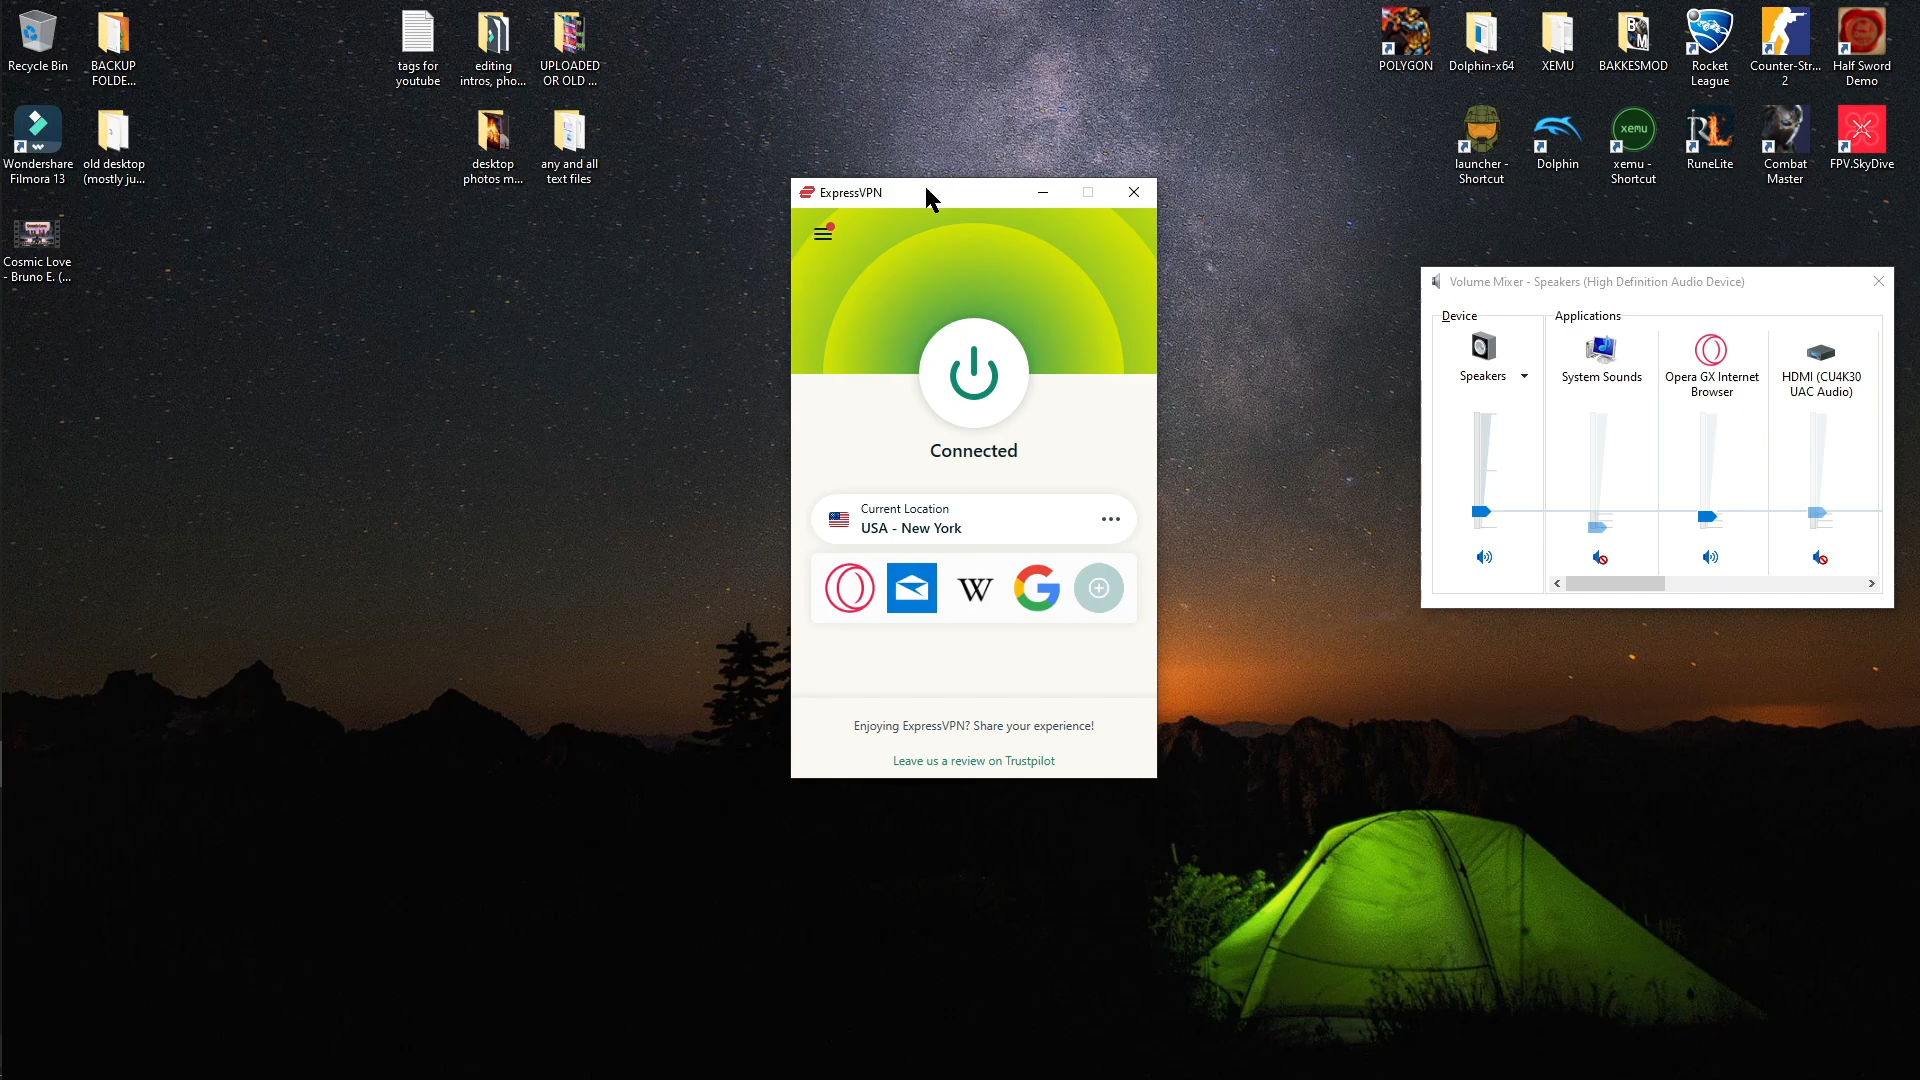 Recycle Bin
BACKUP
FOLDE...
tags for
youtube
editing
intros, pho...
UPLOADED
OR OLD ...
POLYGON
Dolphin-x64
XEMU
BAKKESMOD
Rocket
League
Counter-Str...
2
Half Sword
Demo
Wondershare
Filmora 13
old desktop
(mostly ju...
desktop
photos m...
any and all
text files
launcher -
Shortcut
Dolphin
xemu
xemu -
Shortcut
RuneLite
Combat
Master
FPV.SkyDive
Cosmic Love
- Bruno E. (...
ExpressVPN
Connected
Current Location
USA - New York
W
G
Enjoying ExpressVPN? Share your experience!
Leave us a review on Trustpilot
Volume Mixer - Speakers (High Definition Audio Device)
Device
Applications
Speakers
System Sounds
Opera GX Internet
Browser
HDMI (CU4K30
UAC Audio)